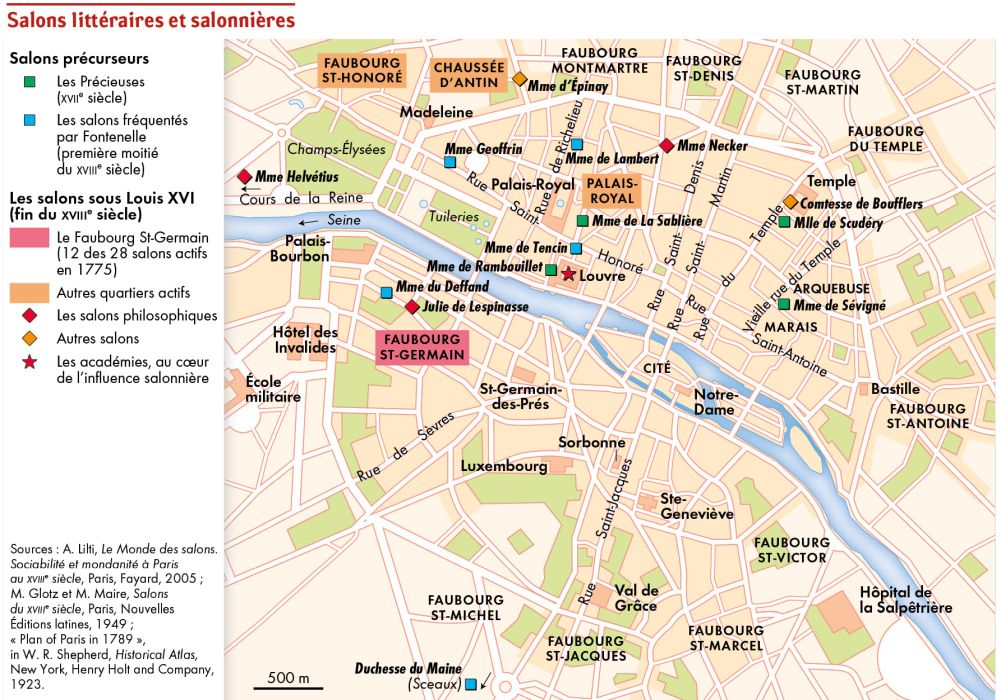 Salons littéraires et salonnières
Salons précurseurs
Les Précieuses
(XVIIe siècle)
Les salons fréquentés
par Fontenelle
(première moitié
du XVIIIe siècle)
Les salons sous Louis XVI
(fin du XVIIIe siècle)
Le Faubourg St-Germain
(12 des 28 salons actifs
en 1775)
Autres quartiers actifs
Les salons philosophiques
Autres salons
Les académies, au cœur
de l'influence salonnière
Sources : A. Lilti, Le Monde des salons.
Sociabilité et mondanité à Paris
au XVIIIe siècle, Paris, Fayard, 2005 ;
M. Glotz et M. Maire, Salons
du XVIIIe siècle, Paris, Nouvelles
Éditions latines, 1949 ;
« Plan of Paris in 1789 »,
in W. R. Shepherd, Historical Atlas,
New York, Henry Holt and Company,
1923.
FAUBOURG
ST-HONORÉ
CHAUSSÉE
D'ANTIN
Mme d'Épinay
FAUBOURG
MONTMARTRE
FAUBOURG
ST-DENIS
FAUBOURG
ST-MARTIN
FAUBOURG
DU TEMPLE
Madeleine
Champs-Élysées
Mme Geoffrin
Rue de Richelieu
Mme de Lambert
Mme Necker
Mme Helvétius
Cours de la Reine
Seine
Palais-Royal
PALAIS-
ROYAL
Rue Saint-Honoré
Tuileries
Mme de La Sablière
Mme de Tencin
Mme de Rambouillet
Louvre
Rue Saint-Denis
Rue Saint-Martin
Rue du Temple
Vieille rue du Temple
Temple
Comtesse de Boufflers
Mlle de Scudéry
ARQUEBUSE
Mme de Sévigné
MARAIS
Rue Saint-Antoine
Palais-
Bourbon
Mme du Deffand
Julie de Lespinasse
FAUBOURG
ST-GERMAIN
Hôtel des
Invalides
École
militaire
St-Germain-
des-Prés
CITÉ
Notre-
Dame
Bastille
FAUBOURG
ST-ANTOINE
Rue de Sèvres
Sorbonne
Luxembourg
Rue Saint-Jacques
Ste-
Geneviève
FAUBOURG
ST-VICTOR
Val de
Grâce
Hôpital de
la Salpêtrière
FAUBOURG
ST-MICHEL
FAUBOURG
ST-JACQUES
FAUBOURG
ST-MARCEL
Duchesse du Maine
(Sceaux)
500 m